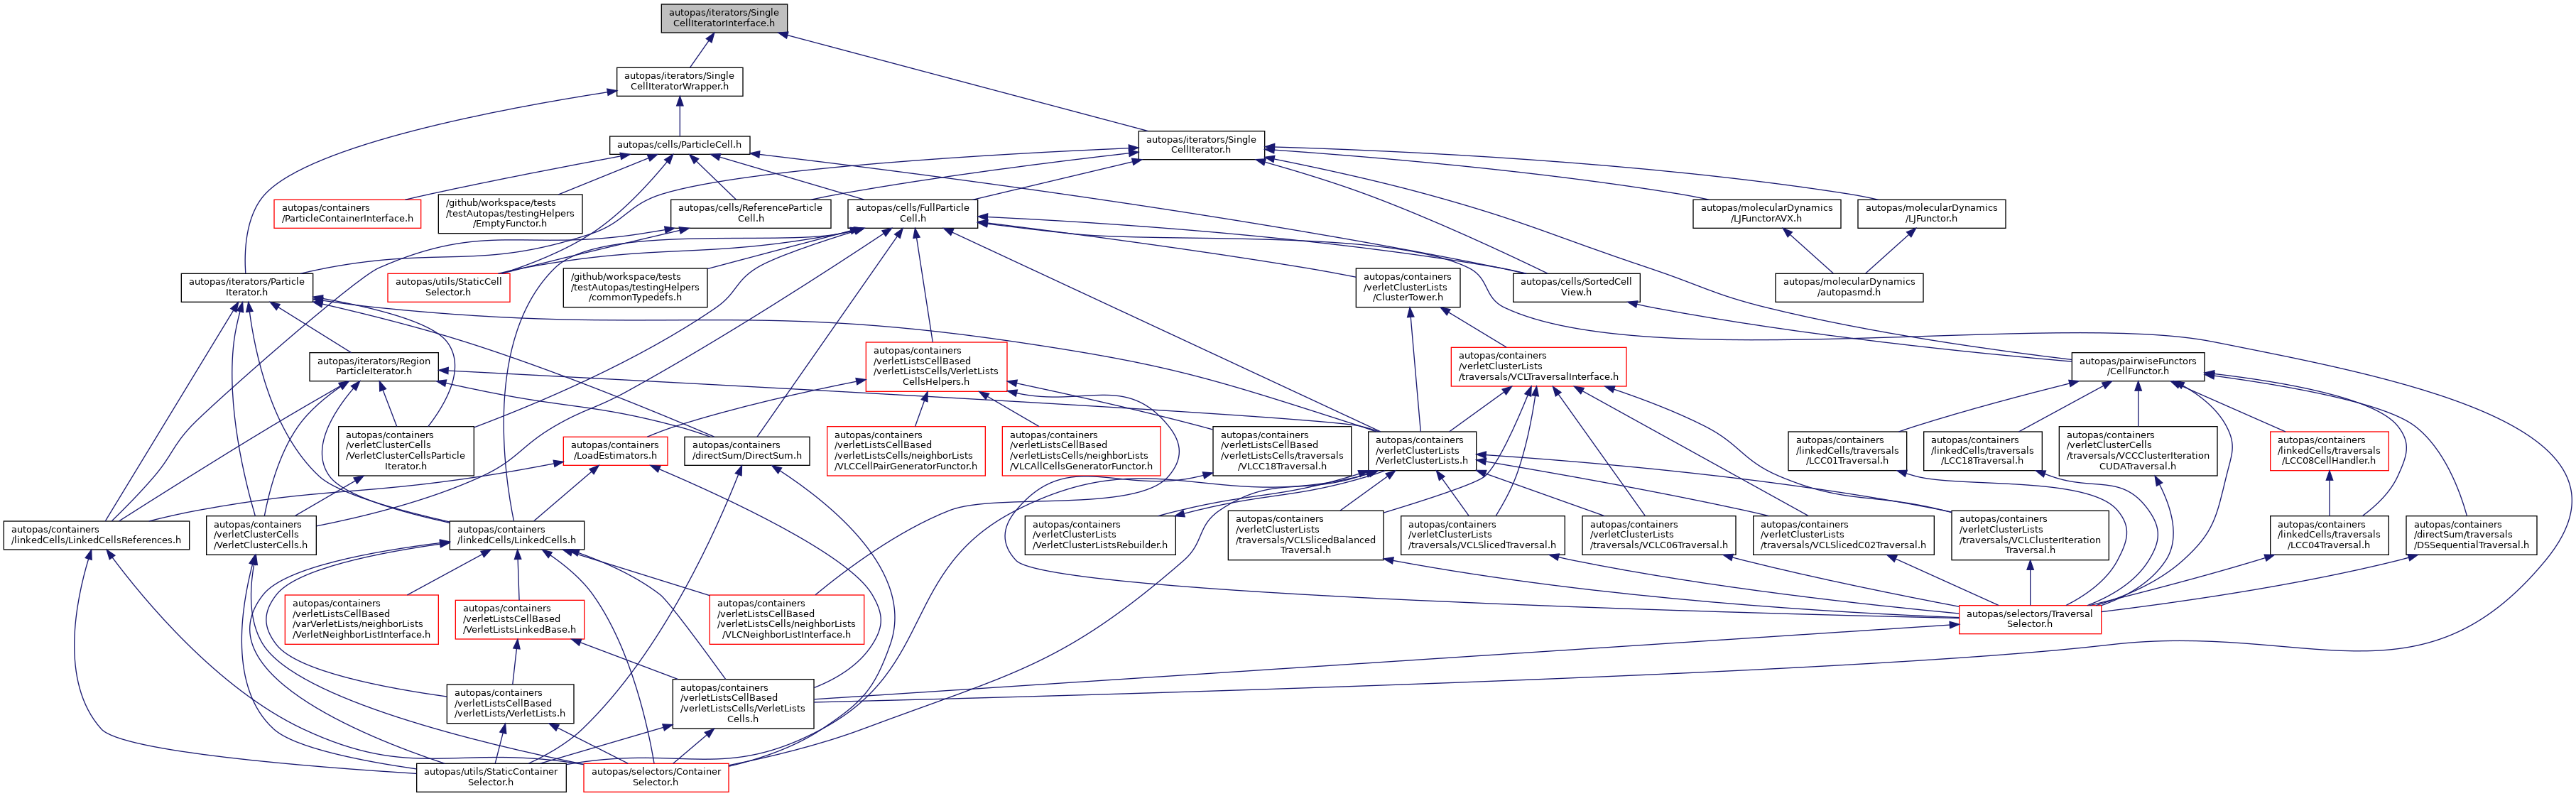 autopas/iterators/Single
CellIteratorInterface.h
autopas/iterators/Single
CellIteratorWrapper.h
autopas/cells/ParticleCell.h
autopas/iterators/Single
CellIterator.h
autopas/containers
/ParticleContainerInterface.h
/github/workspace/tests
/testAutopas/testingHelpers
/EmptyFunctor.h
autopas/cells/ReferenceParticle
Cell.h
autopas/cells/FullParticle
Cell.h
autopas/molecularDynamics
/LJFunctorAVX.h
autopas/molecularDynamics
/LJFunctor.h
autopas/iterators/Particle
Iterator.h
autopas/utils/StaticCell
Selector.h
/github/workspace/tests
/testAutopas/testingHelpers
/commonTypedefs.h
autopas/containers
/verletClusterLists
/ClusterTower.h
autopas/cells/SortedCell
View.h
autopas/molecularDynamics
/autopasmd.h
autopas/iterators/Region
ParticleIterator.h
autopas/containers
/verletListsCellBased
/verletListsCells/VerletLists
CellsHelpers.h
autopas/containers
/verletClusterLists
/traversals/VCLTraversalInterface.h
autopas/pairwiseFunctors
/CellFunctor.h
autopas/containers
/verletClusterCells
/VerletClusterCellsParticle
Iterator.h
autopas/containers
/LoadEstimators.h
autopas/containers
/directSum/DirectSum.h
autopas/containers
/verletListsCellBased
/verletListsCells/neighborLists
/VLCCellPairGeneratorFunctor.h
autopas/containers
/verletListsCellBased
/verletListsCells/neighborLists
/VLCAllCellsGeneratorFunctor.h
autopas/containers
/verletListsCellBased
/verletListsCells/traversals
/VLCC18Traversal.h
autopas/containers
/verletClusterLists
/VerletClusterLists.h
autopas/containers
/linkedCells/traversals
/LCC01Traversal.h
autopas/containers
/linkedCells/traversals
/LCC18Traversal.h
autopas/containers
/verletClusterCells
/traversals/VCCClusterIteration
CUDATraversal.h
autopas/containers
/linkedCells/traversals
/LCC08CellHandler.h
autopas/containers
/linkedCells/LinkedCellsReferences.h
autopas/containers
/verletClusterCells
/VerletClusterCells.h
autopas/containers
/linkedCells/LinkedCells.h
autopas/containers
/verletClusterLists
/VerletClusterListsRebuilder.h
autopas/containers
/verletClusterLists
/traversals/VCLSlicedBalanced
Traversal.h
autopas/containers
/verletClusterLists
/traversals/VCLSlicedTraversal.h
autopas/containers
/verletClusterLists
/traversals/VCLC06Traversal.h
autopas/containers
/verletClusterLists
/traversals/VCLSlicedC02Traversal.h
autopas/containers
/verletClusterLists
/traversals/VCLClusterIteration
Traversal.h
autopas/containers
/linkedCells/traversals
/LCC04Traversal.h
autopas/containers
/directSum/traversals
/DSSequentialTraversal.h
autopas/containers
/verletListsCellBased
/varVerletLists/neighborLists
/VerletNeighborListInterface.h
autopas/containers
/verletListsCellBased
/VerletListsLinkedBase.h
autopas/containers
/verletListsCellBased
/verletListsCells/neighborLists
/VLCNeighborListInterface.h
autopas/selectors/Traversal
Selector.h
autopas/containers
/verletListsCellBased
/verletLists/VerletLists.h
autopas/containers
/verletListsCellBased
/verletListsCells/VerletLists
Cells.h
autopas/utils/StaticContainer
Selector.h
autopas/selectors/Container
Selector.h